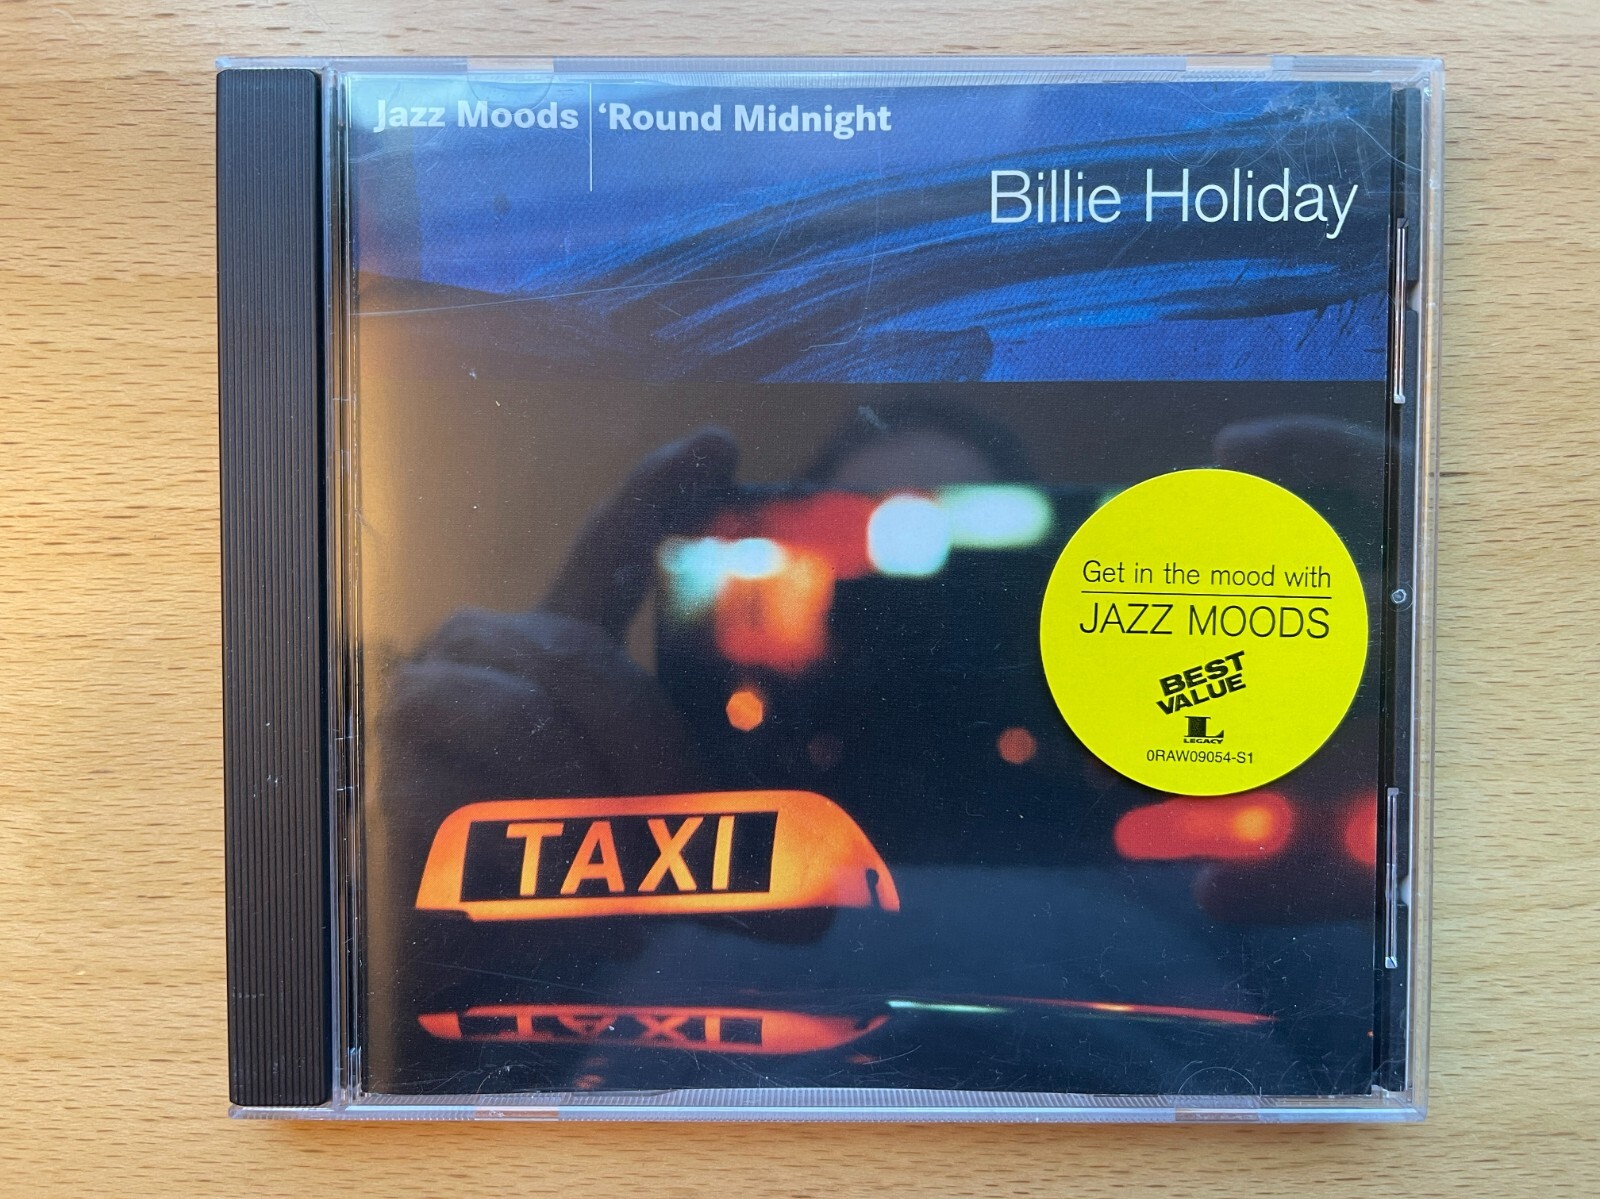 Jazz Moods 'Round Midnight
Billie Holiday
Get in the mood with
JAZZ MOODS
BEST
VALUE
L
LEGACY
0RAW09054-S1
TAXI
TAXI